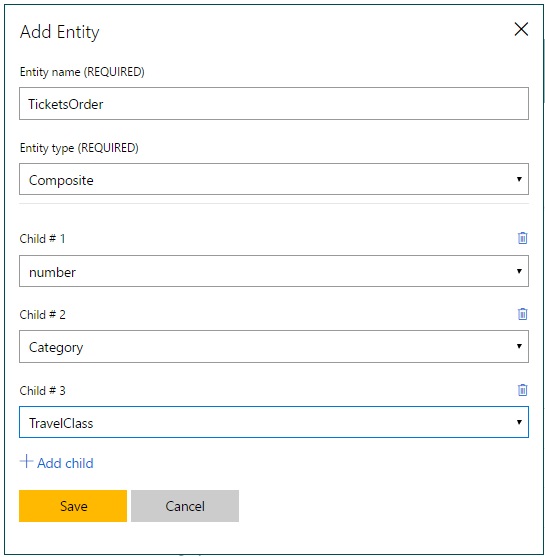 Add Entity
Entity name (REQUIRED)
TicketsOrder
Entity type (REQUIRED)
Composite
Child # 1
number
Child # 2
Category
Child # 3
TravelClass
Add child
Save Cancel